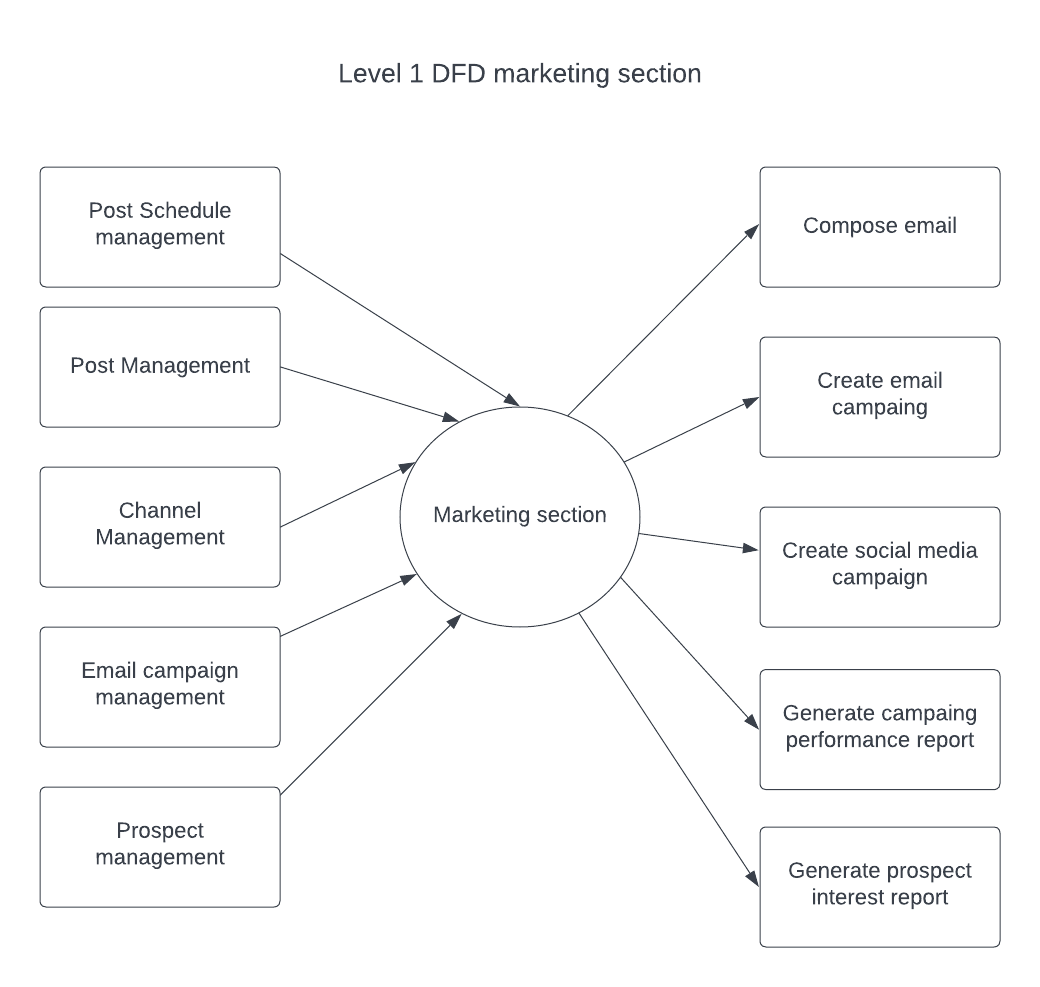 Level 1 DFD marketing section
Post Schedule
management
Post Management
Channel
Management
Email campaign
management
Prospect
management
Marketing section
Compose email
Create email
campaing
Create social media
campaign
Generate campaing
performance report
Generate prospect
interest report